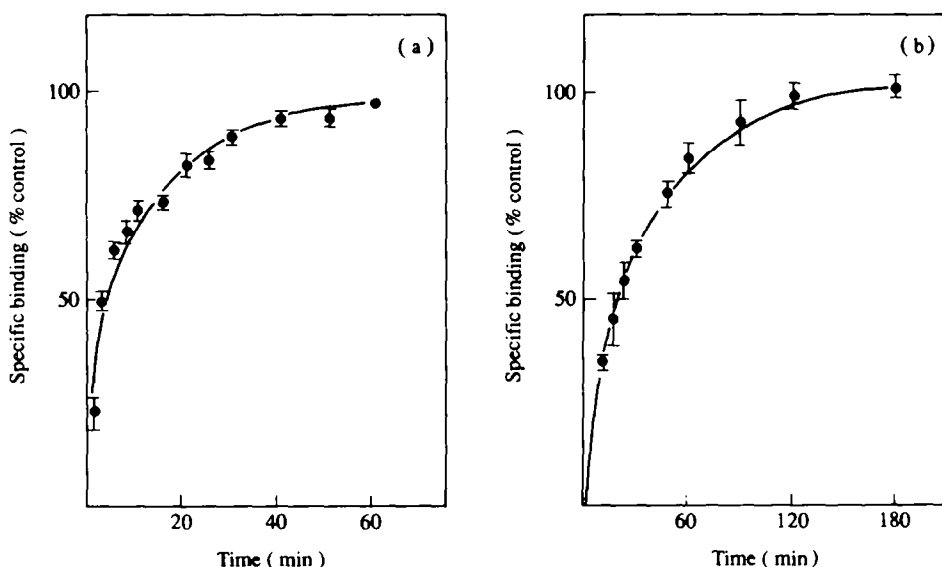 ( a )
100
50
Specific binding ( % control )
20
40
60
Time ( min )
( b )
100
50
Specific binding ( % control )
60
120
180
Time ( min )